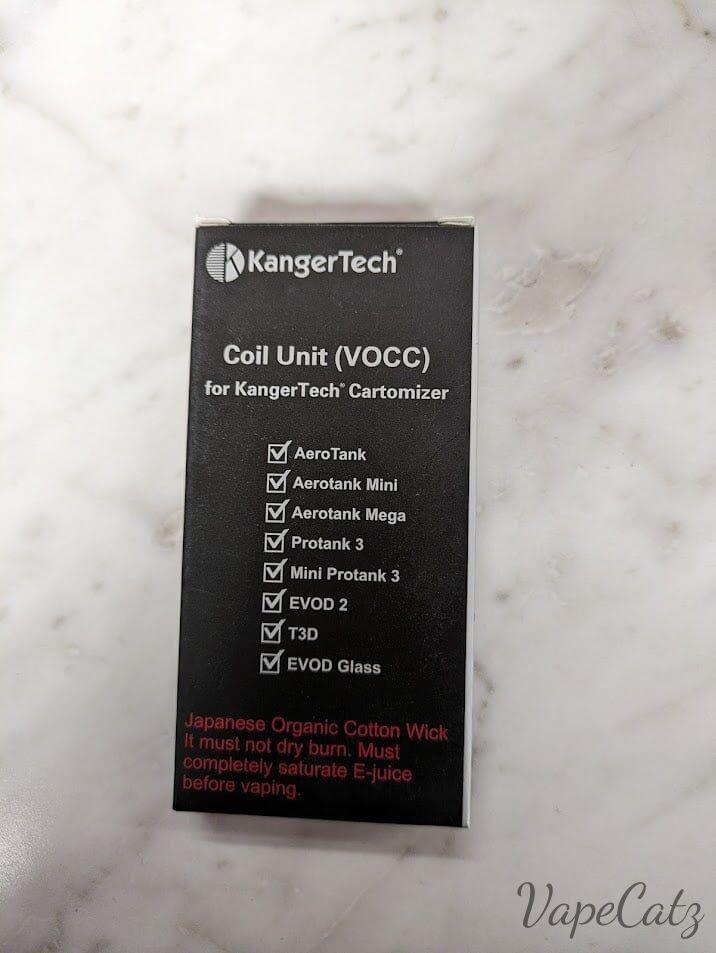 KangerTech®
Coil Unit (VOCC)
for KangerTech® Cartomizer
AeroTank
Aerotank Mini
Aerotank Mega
Protank 3
Mini Protank 3
EVOD 2
T3D
EVOD Glass
Japanese Organic Cotton Wick
It must not dry burn. Must
completely saturate E-juice
before vaping.
VapeCatz